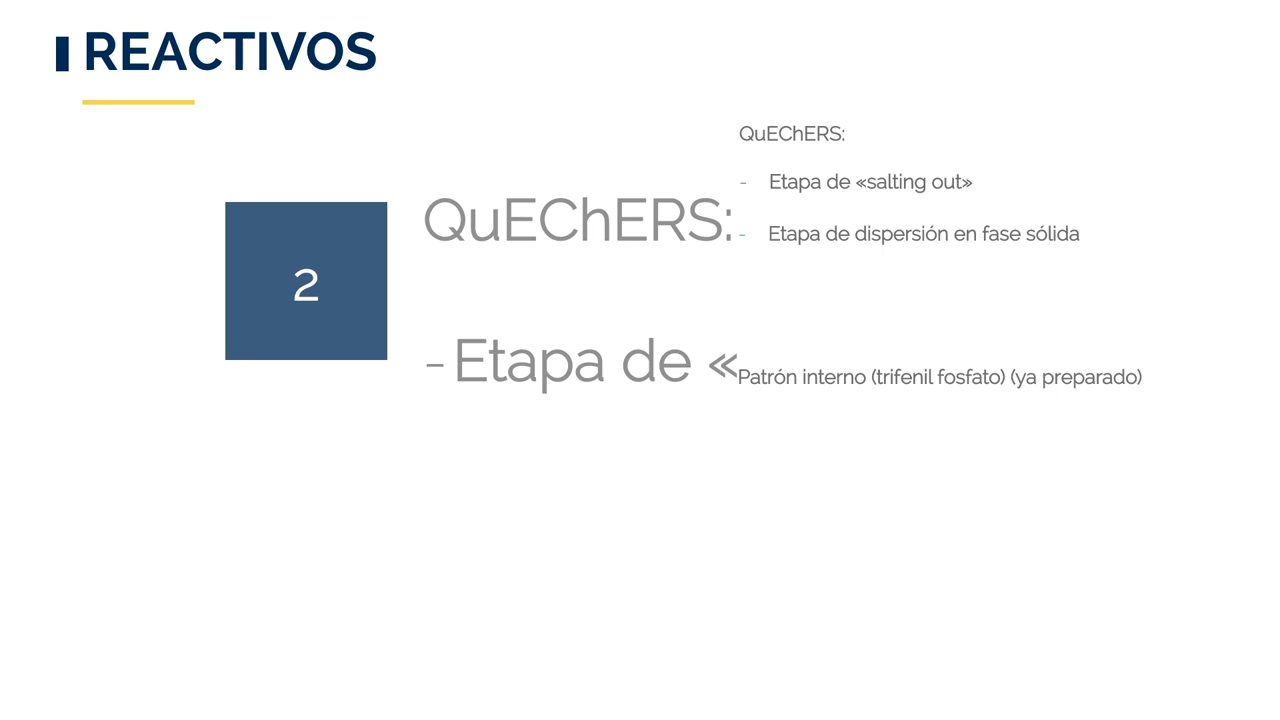 REACTIVOS
2
QuEChERS:
- Etapa de «
QuEChERS:
- Etapa de «salting out»
- Etapa de dispersión en fase sólida
Patrón interno (trifenil fosfato) (ya preparado)